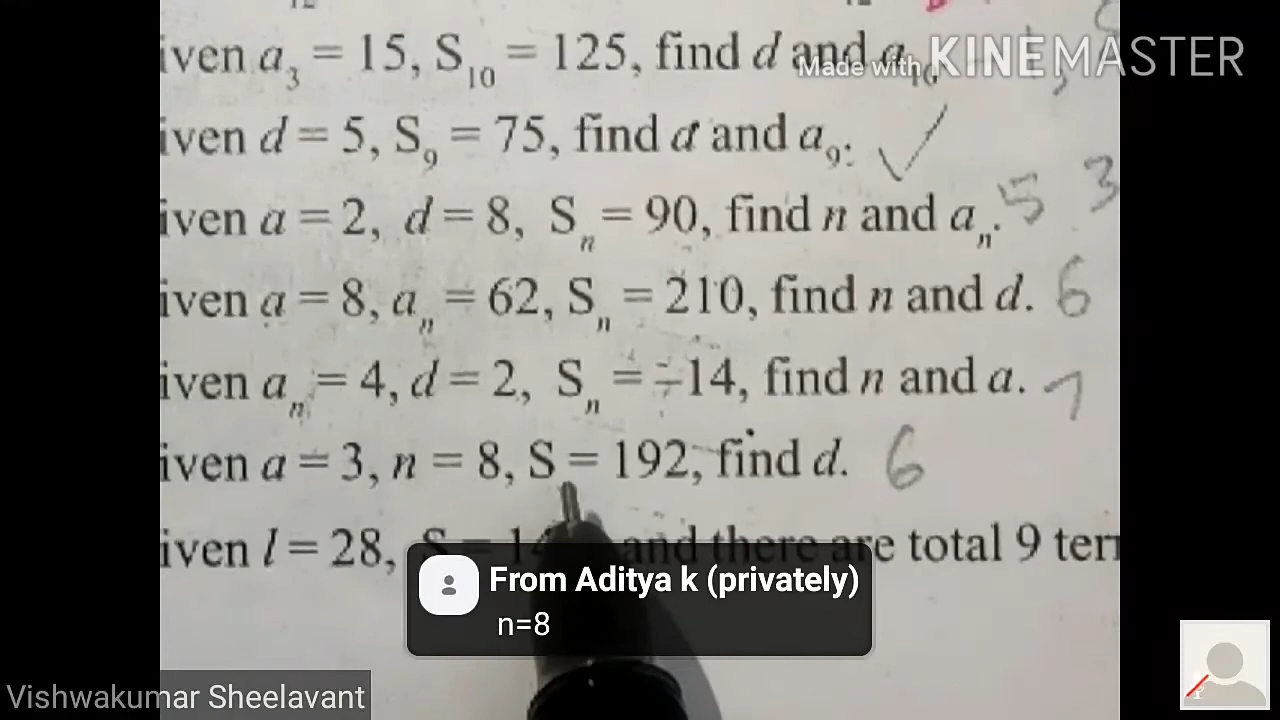 iven a₃ = 15, S₁₀ = 125, find d and a₁₀
Made with KINEMASTER
iven d = 5, S₉ = 75, find a and a₉.
iven a = 2, d = 8, Sₙ = 90, find n and aₙ. 5 3
iven a = 8, aₙ = 62, Sₙ = 210, find n and d. 6
iven aₙ = 4, d = 2, Sₙ = –14, find n and a. 7
iven a = 3, n = 8, S = 192, find d. 6
iven l = 28, S = 14 and there are total 9 ter
From Aditya k (privately)
n=8
Vishwakumar Sheelavant